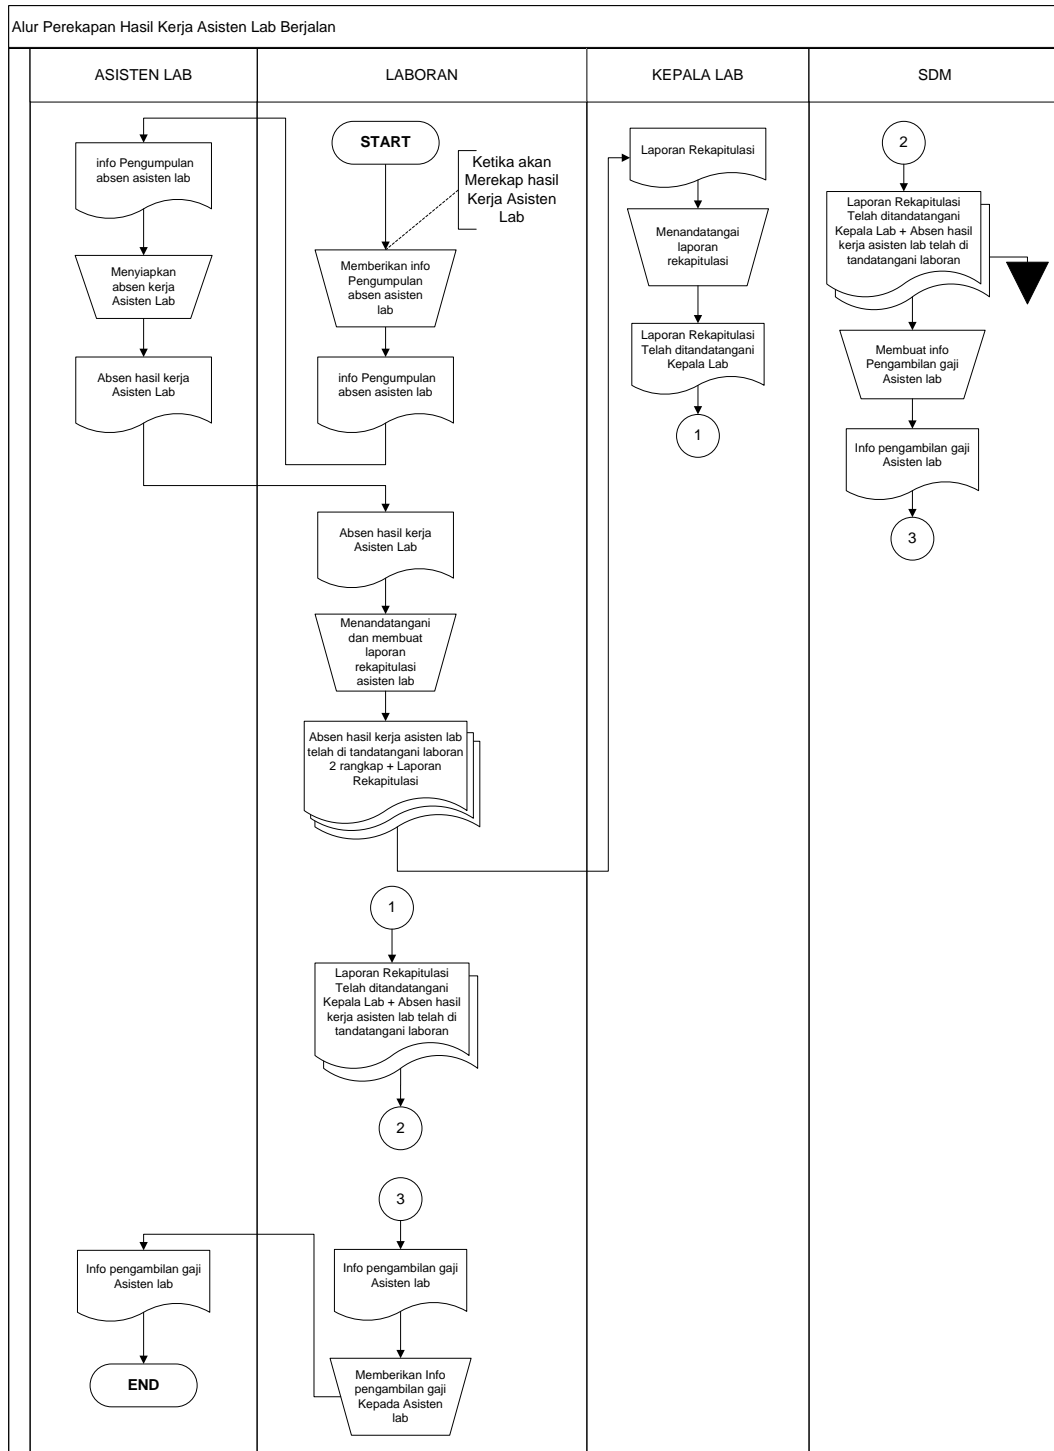 Alur Perekapan Hasil Kerja Asisten Lab Berjalan
ASISTEN LAB
LABORAN
KEPALA LAB
SDM
info Pengumpulan
absen asisten lab
Menyiapkan
absen kerja
Asisten Lab
Absen hasil kerja
Asisten Lab
START
Ketika akan
Merekap hasil
Kerja Asisten
Lab
Memberikan info
Pengumpulan
absen asisten
lab
info Pengumpulan
absen asisten lab
Absen hasil kerja
Asisten Lab
Menandatangani
dan membuat
laporan
rekapitulasi
asisten lab
Absen hasil kerja asisten lab
telah di tandatangani laboran
2 rangkap + Laporan
Rekapitulasi
Laporan Rekapitulasi
Menandatangai
laporan
rekapitulasi
Laporan Rekapitulasi
Telah ditandatangani
Kepala Lab
1
1
Laporan Rekapitulasi
Telah ditandatangani
Kepala Lab + Absen hasil
kerja asisten lab telah di
tandatangani laboran
2
2
Laporan Rekapitulasi
Telah ditandatangani
Kepala Lab + Absen hasil
kerja asisten lab telah di
tandatangani laboran
Membuat info
Pengambilan gaji
Asisten lab
Info pengambilan gaji
Asisten lab
3
3
Info pengambilan gaji
Asisten lab
Memberikan Info
pengambilan gaji
Kepada Asisten
lab
Info pengambilan gaji
Asisten lab
END